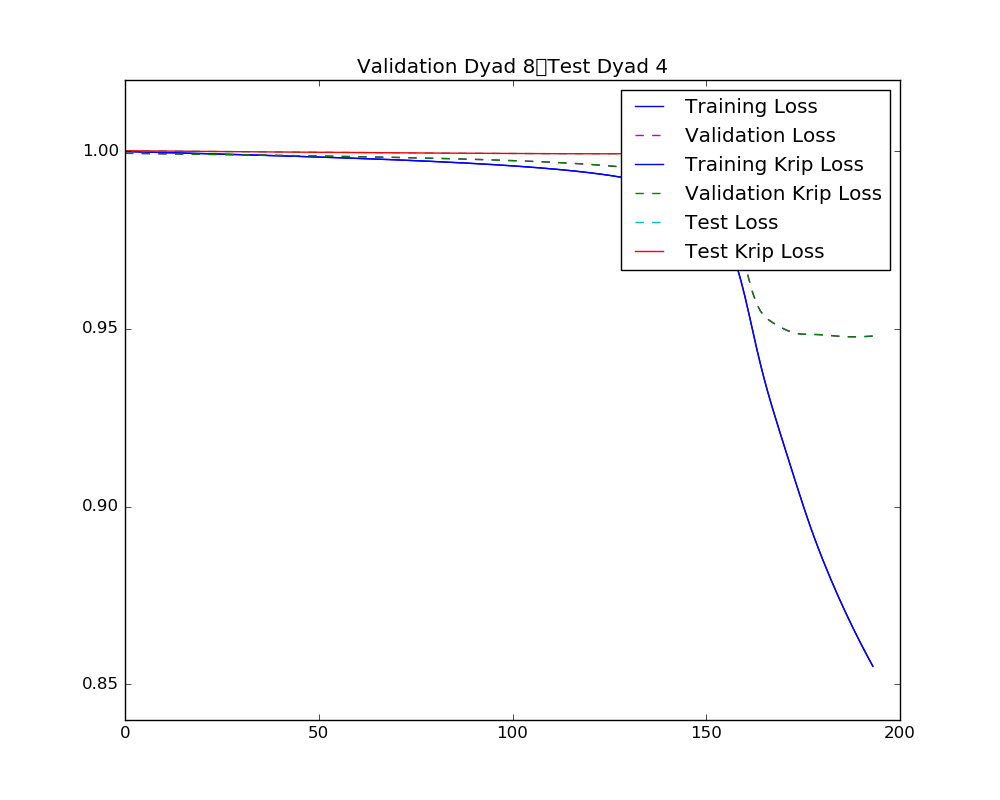 Validation Dyad 8▯Test Dyad 4
Training Loss
Validation Loss
Training Krip Loss
Validation Krip Loss
Test Loss
Test Krip Loss
1.00
0.95
0.90
0.85
0
50
100
150
200